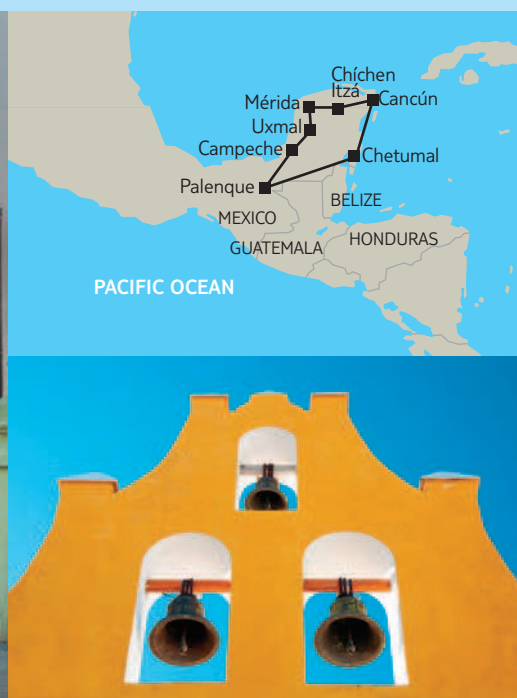 Chíchen
Itzá
Cancún
Mérida
Uxmal
Campeche
Chetumal
Palenque
BELIZE
MEXICO
GUATEMALA
HONDURAS
PACIFIC OCEAN